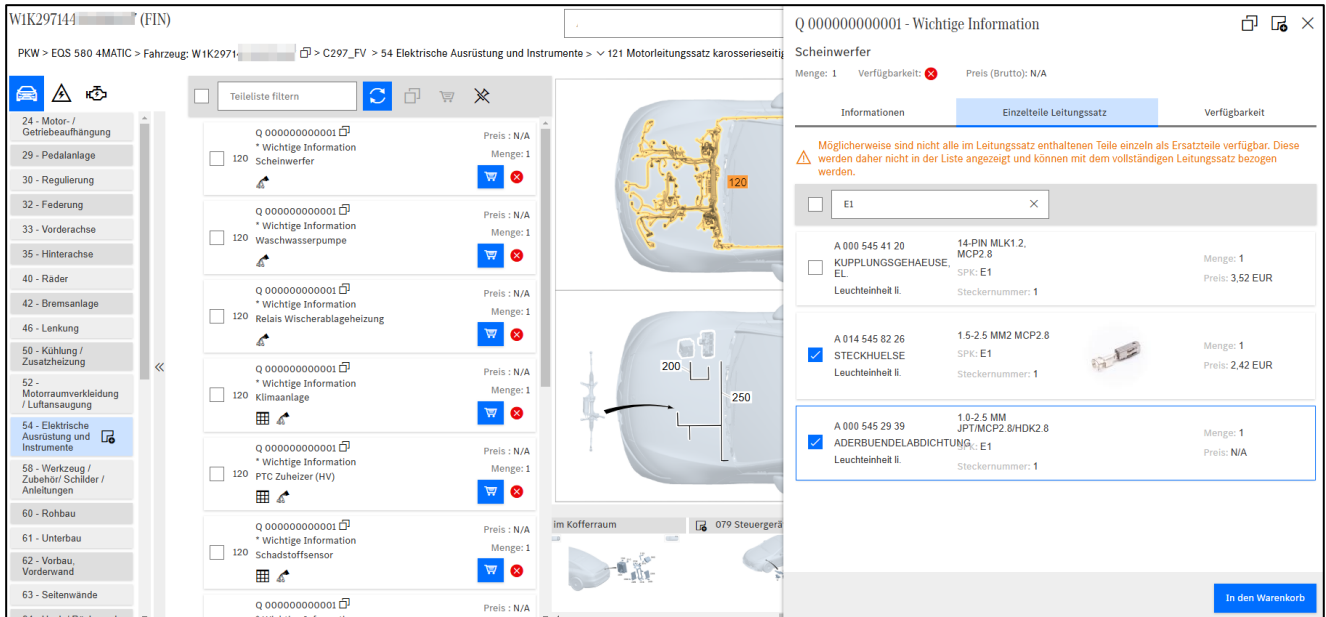 W1K297144 (FIN)
PKW > EQS 580 4MATIC > Fahrzeug: W1K2971 > C297_FV > 54 Elektrische Ausrüstung und Instrumente > 121 Motorleitungssatz karosserieseitig
Teileliste filtern
24 - Motor- /
Getriebeaufhängung
29 - Pedalanlage
30 - Regulierung
32 - Federung
33 - Vorderachse
35 - Hinterachse
40 - Räder
42 - Bremsanlage
46 - Lenkung
50 - Kühlung /
Zusatzheizung
52 -
Motorraumverkleidung
/ Luftansaugung
54 - Elektrische
Ausrüstung und
Instrumente
58 - Werkzeug /
Zubehör/ Schilder /
Anleitungen
60 - Rohbau
61 - Unterbau
62 - Vorbau,
Vorderwand
63 - Seitenwände
Q 000000000001
* Wichtige Information
120 Scheinwerfer
Preis : N/A
Menge: 1
Q 000000000001
* Wichtige Information
120 Waschwasserpumpe
Preis : N/A
Menge: 1
Q 000000000001
* Wichtige Information
120 Relais Wischerablageheizung
Preis : N/A
Menge: 1
Q 000000000001
* Wichtige Information
120 Klimaanlage
Preis : N/A
Menge: 1
Q 000000000001
* Wichtige Information
120 PTC Zuheizer (HV)
Preis : N/A
Menge: 1
Q 000000000001
* Wichtige Information
120 Schadstoffsensor
Preis : N/A
Menge: 1
Q 000000000001
Preis : N/A
120
200
250
im Kofferraum
079 Steuergerä
Q 000000000001 - Wichtige Information
Scheinwerfer
Menge: 1 Verfügbarkeit: Preis (Brutto): N/A
Informationen Einzelteile Leitungssatz Verfügbarkeit
Möglicherweise sind nicht alle im Leitungssatz enthaltenen Teile einzeln als Ersatzteile verfügbar. Diese
werden daher nicht in der Liste angezeigt und können mit dem vollständigen Leitungssatz bezogen
werden.
E1
A 000 545 41 20
KUPPLUNGSGEHAEUSE,
EL.
Leuchteinheit li.
14-PIN MLK1.2,
MCP2.8
SPK: E1
Steckernummer: 1
Menge: 1
Preis: 3,52 EUR
A 014 545 82 26
STECKHUELSE
Leuchteinheit li.
1.5-2.5 MM2 MCP2.8
SPK: E1
Steckernummer: 1
Menge: 1
Preis: 2,42 EUR
A 000 545 29 39
ADERBUENDELABDICHTUNG
Leuchteinheit li.
1.0-2.5 MM
JPT/MCP2.8/HDK2.8
SPK: E1
Steckernummer: 1
Menge: 1
Preis: N/A
In den Warenkorb